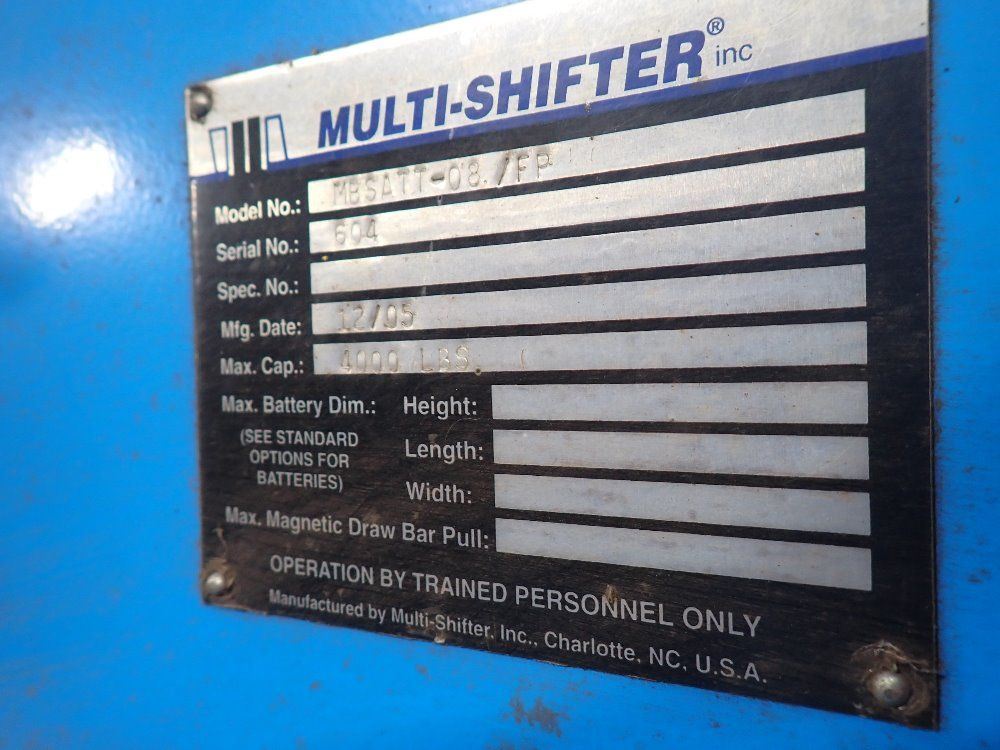 MULTI-SHIFTER® inc
Model No.: MBSATT-08./FP
Serial No.: 604
Spec. No.:
Mfg. Date: 12/05
Max. Cap.: 4000 LBS.
Max. Battery Dim.: Height:
(SEE STANDARD OPTIONS FOR BATTERIES)
Length:
Width:
Max. Magnetic Draw Bar Pull:
OPERATION BY TRAINED PERSONNEL ONLY
Manufactured by Multi-Shifter, Inc., Charlotte, NC, U.S.A.